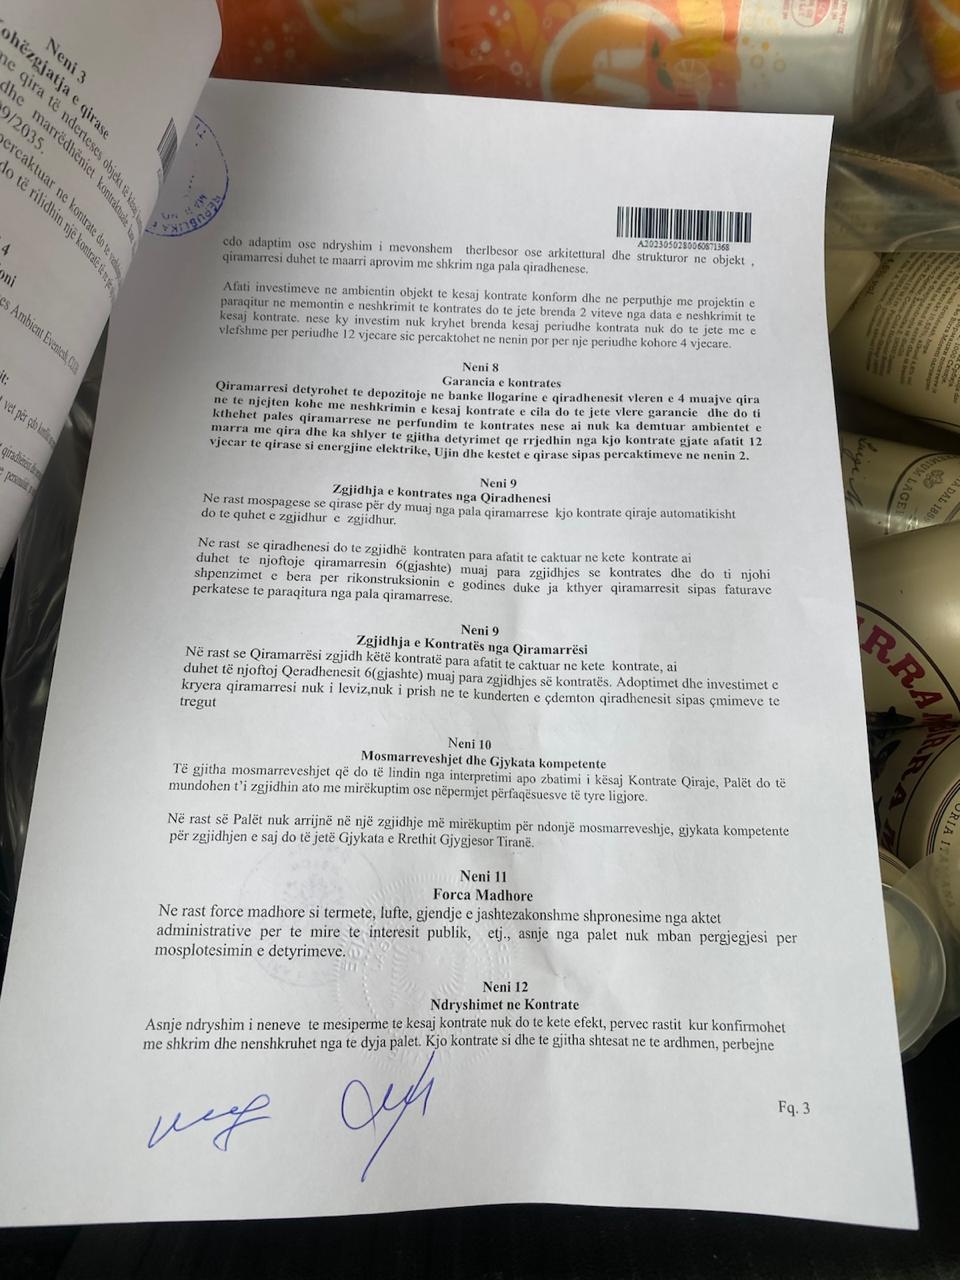 Neni 3
ohëzgjatja e qirase
me qira të nderteses objekt të kësaj
dhe marrëdhëniet kontraktuale
09/2035.
percaktuar ne kontrate do te
do të rilidhin një kontratë të re
4
oni
es Ambient Eventesh,
it:
vet për çdo
REPUBLIKA E
A20230502800608713​68
cdo adaptim ose ndryshim i mevonshem therlbesor ose arkitettural dhe strukturor ne objekt ,
qiramarresi duhet te maarri aprovim me shkrim nga pala qiradhenese.
Afati investimeve ne ambientin objekt te kesaj kontrate konform dhe ne perputhje me projektin e
paraqitur ne memontin e neshkrimit te kontrates do te jete brenda 2 viteve nga data e neshkrimit te
kesaj kontrate. nese ky investim nuk kryhet brenda kesaj periudhe kontrata nuk do te jete me e
vlefshme per periudhe 12 vjecare sic percaktohet ne nenin por per nje periudhe kohore 4 vjecare.
Neni 8
Garancia e kontrates
Qiramarresi detyrohet te depozitoje ne banke llogarine e qiradhenesit vleren e 4 muajve qira
ne te njejten kohe me neshkrimin e kesaj kontrate e cila do te jete vlere garancie dhe do ti
kthehet pales qiramarrese ne perfundim te kontrates nese ai nuk ka demtuar ambientet e
marra me qira dhe ka shlyer te gjitha detyrimet qe rrjedhin nga kjo kontrate gjate afatit 12
vjecar te qirase si energjine elektrike, Ujin dhe kestet e qirase sipas percaktimeve ne nenin 2.
Neni 9
Zgjidhja e kontrates nga Qiradhenesi
Ne rast mospagese se qirase për dy muaj nga pala qiramarrese kjo kontrate qiraje automatikisht
do te quhet e zgjidhur e zgjidhur.
Ne rast se qiradhenesi do te zgjidhë kontraten para afatit te caktuar ne kete kontrate ai
duhet te njoftoje qiramarresin 6(gjashte) muaj para zgjidhjes se kontrates dhe do ti njohi
shpenzimet e bera per rikonstruksionin e godines duke ja kthyer qiramarresit sipas faturave
perkatese te paraqitura nga pala qiramarrese.
Neni 9
Zgjidhja e Kontratës nga Qiramarrësi
Në rast se Qiramarrësi zgjidh këtë kontratë para afatit te caktuar ne kete kontrate, ai
duhet të njoftoj Qeradhenesit 6(gjashte) muaj para zgjidhjes së kontratës. Adoptimet dhe investimet e
kryera qiramarresi nuk i leviz,nuk i prish ne te kunderten e çdemton qiradhenesit sipas çmimeve te
tregut
Neni 10
Mosmarreveshjet dhe Gjykata kompetente
Të gjitha mosmarreveshjet që do të lindin nga interpretimi apo zbatimi i kësaj Kontrate Qiraje, Palët do të
mundohen t’i zgjidhin ato me mirëkuptim ose nëpermjet përfaqësuesve të tyre ligjore.
Në rast së Palët nuk arrijnë në një zgjidhje më mirëkuptim për ndonjë mosmarreveshje, gjykata kompetente
për zgjidhjen e saj do të jetë Gjykata e Rrethit Gjygjesor Tiranë.
Neni 11
Forca Madhore
Ne rast force madhore si termete, lufte, gjendje e jashtezakonshme shpronesime nga aktet
administrative per te mire te interesit publik, etj., asnje nga palet nuk mban pergjegjesi per
mosplotesimin e detyrimeve.
Neni 12
Ndryshimet ne Kontrate
Asnje ndryshim i neneve te mesiperme te kesaj kontrate nuk do te kete efekt, pervec rastit kur konfirmohet
me shkrim dhe nenshkruhet nga te dyja palet. Kjo kontrate si dhe te gjitha shtesat ne te ardhmen, perbejne
Fq. 3
BIRRA